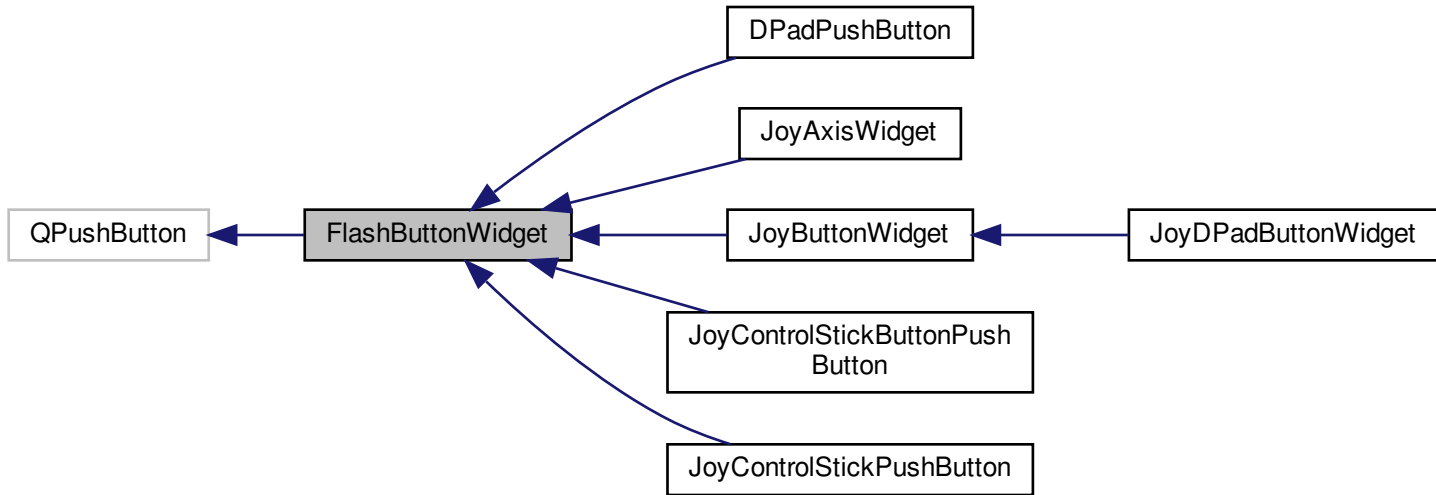 DPadPushButton
JoyAxisWidget
QPushButton
FlashButtonWidget
JoyButtonWidget
JoyDPadButtonWidget
JoyControlStickButtonPush
Button
JoyControlStickPushButton